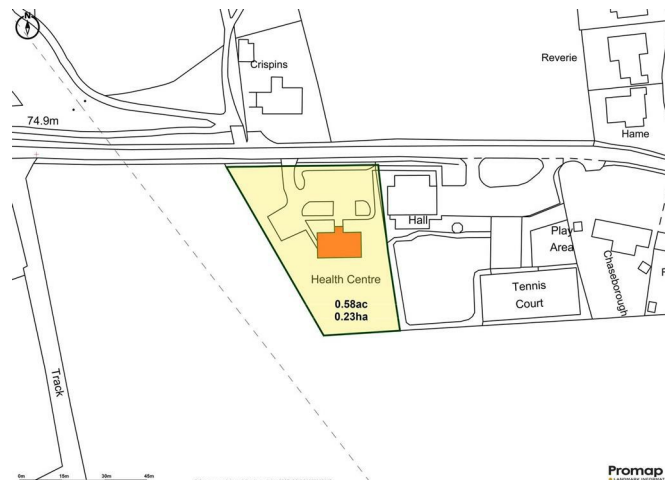 N
Crispins
Reverie
74.9m
Hame
Hall
Play
Area
Health Centre
0.58ac
0.23ha
Tennis
Court
Chaseborough
Track
0m 15m 30m 45m
Promap